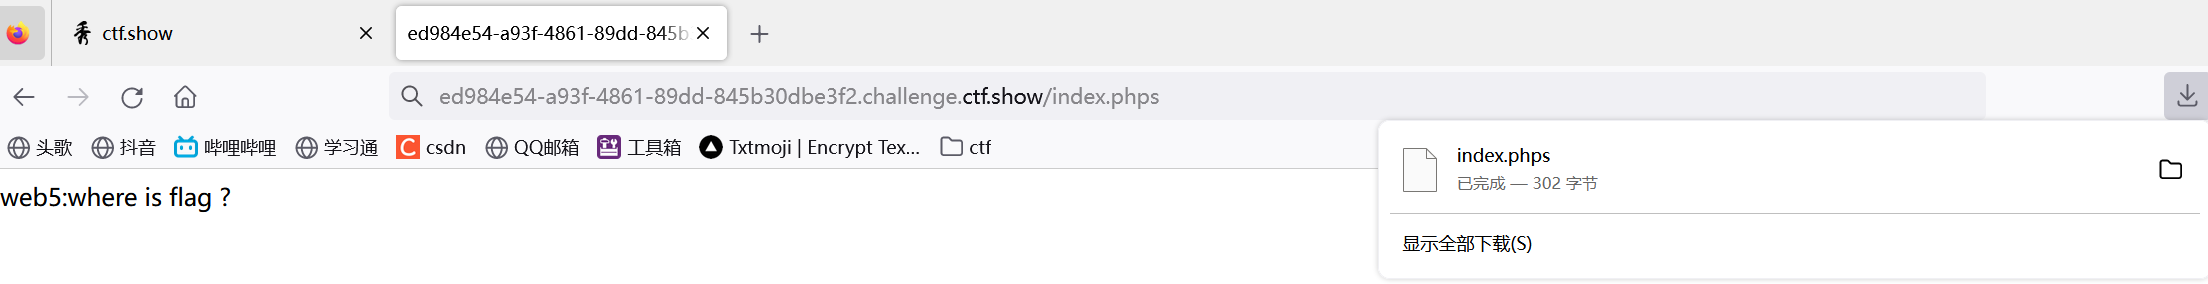 ctf.show
ed984e54-a93f-4861-89dd-845b
ed984e54-a93f-4861-89dd-845b30dbe3f2.challenge.ctf.show/index.phps
头歌 抖音 哔哩哔哩 学习通 csdn QQ邮箱 工具箱 Txtmoji | Encrypt Tex... ctf
web5:where is flag ?
index.phps
已完成 — 302 字节
显示全部下载(S)